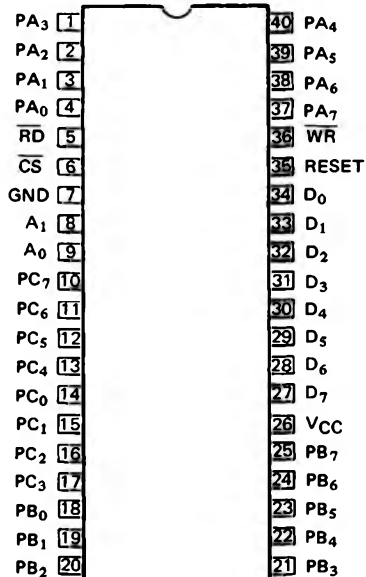 PA₃ 1 40 PA₄
PA₂ 2 39 PA₅
PA₁ 3 38 PA₆
PA₀ 4 37 PA₇
R̅D̅ 5 36 W̅R̅
C̅S̅ 6 35 RESET
GND 7 34 D₀
A₁ 8 33 D₁
A₀ 9 32 D₂
PC₇ 10 31 D₃
PC₆ 11 30 D₄
PC₅ 12 29 D₅
PC₄ 13 28 D₆
PC₀ 14 27 D₇
PC₁ 15 26 VCC
PC₂ 16 25 PB₇
PC₃ 17 24 PB₆
PB₀ 18 23 PB₅
PB₁ 19 22 PB₄
PB₂ 20 21 PB₃